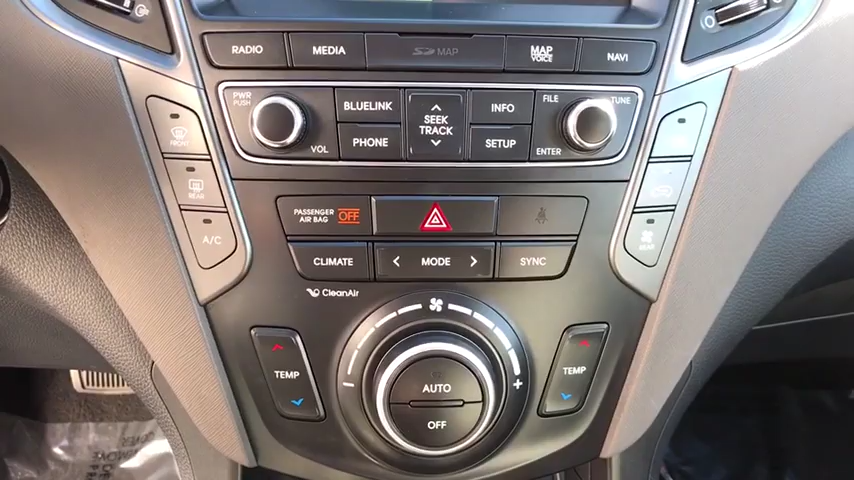 RADIO
MEDIA
SD MAP
MAP
VOICE
NAVI
PWR
PUSH
VOL
BLUELINK
PHONE
SEEK
TRACK
INFO
SETUP
FILE
TUNE
ENTER
FRONT
REAR
A/C
REAR
PASSENGER
AIR BAG
OFF
CLIMATE
MODE
SYNC
CleanAir
TEMP
AUTO
OFF
TEMP